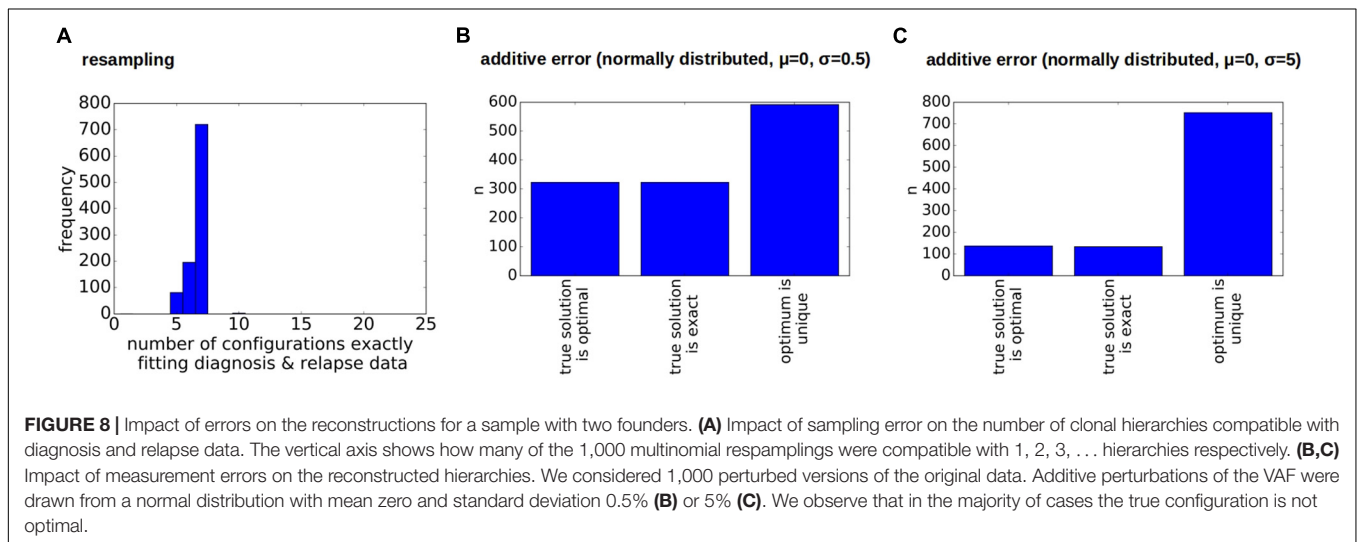 A
resampling
800
700
600
500
400
300
200
100
0
frequency
0 5 10 15 20 25
number of configurations exactly
fitting diagnosis & relapse data
B
additive error (normally distributed, μ=0, σ=0.5)
600
500
400
300
200
100
0
n
true solution
is optimal
true solution
is exact
optimum is
unique
C
additive error (normally distributed, μ=0, σ=5)
800
700
600
500
400
300
200
100
0
n
true solution
is optimal
true solution
is exact
optimum is
unique
FIGURE 8 | Impact of errors on the reconstructions for a sample with two founders. (A) Impact of sampling error on the number of clonal hierarchies compatible with
diagnosis and relapse data. The vertical axis shows how many of the 1,000 multinomial respamplings were compatible with 1, 2, 3, . . . hierarchies respectively. (B,C)
Impact of measurement errors on the reconstructed hierarchies. We considered 1,000 perturbed versions of the original data. Additive perturbations of the VAF were
drawn from a normal distribution with mean zero and standard deviation 0.5% (B) or 5% (C). We observe that in the majority of cases the true configuration is not
optimal.